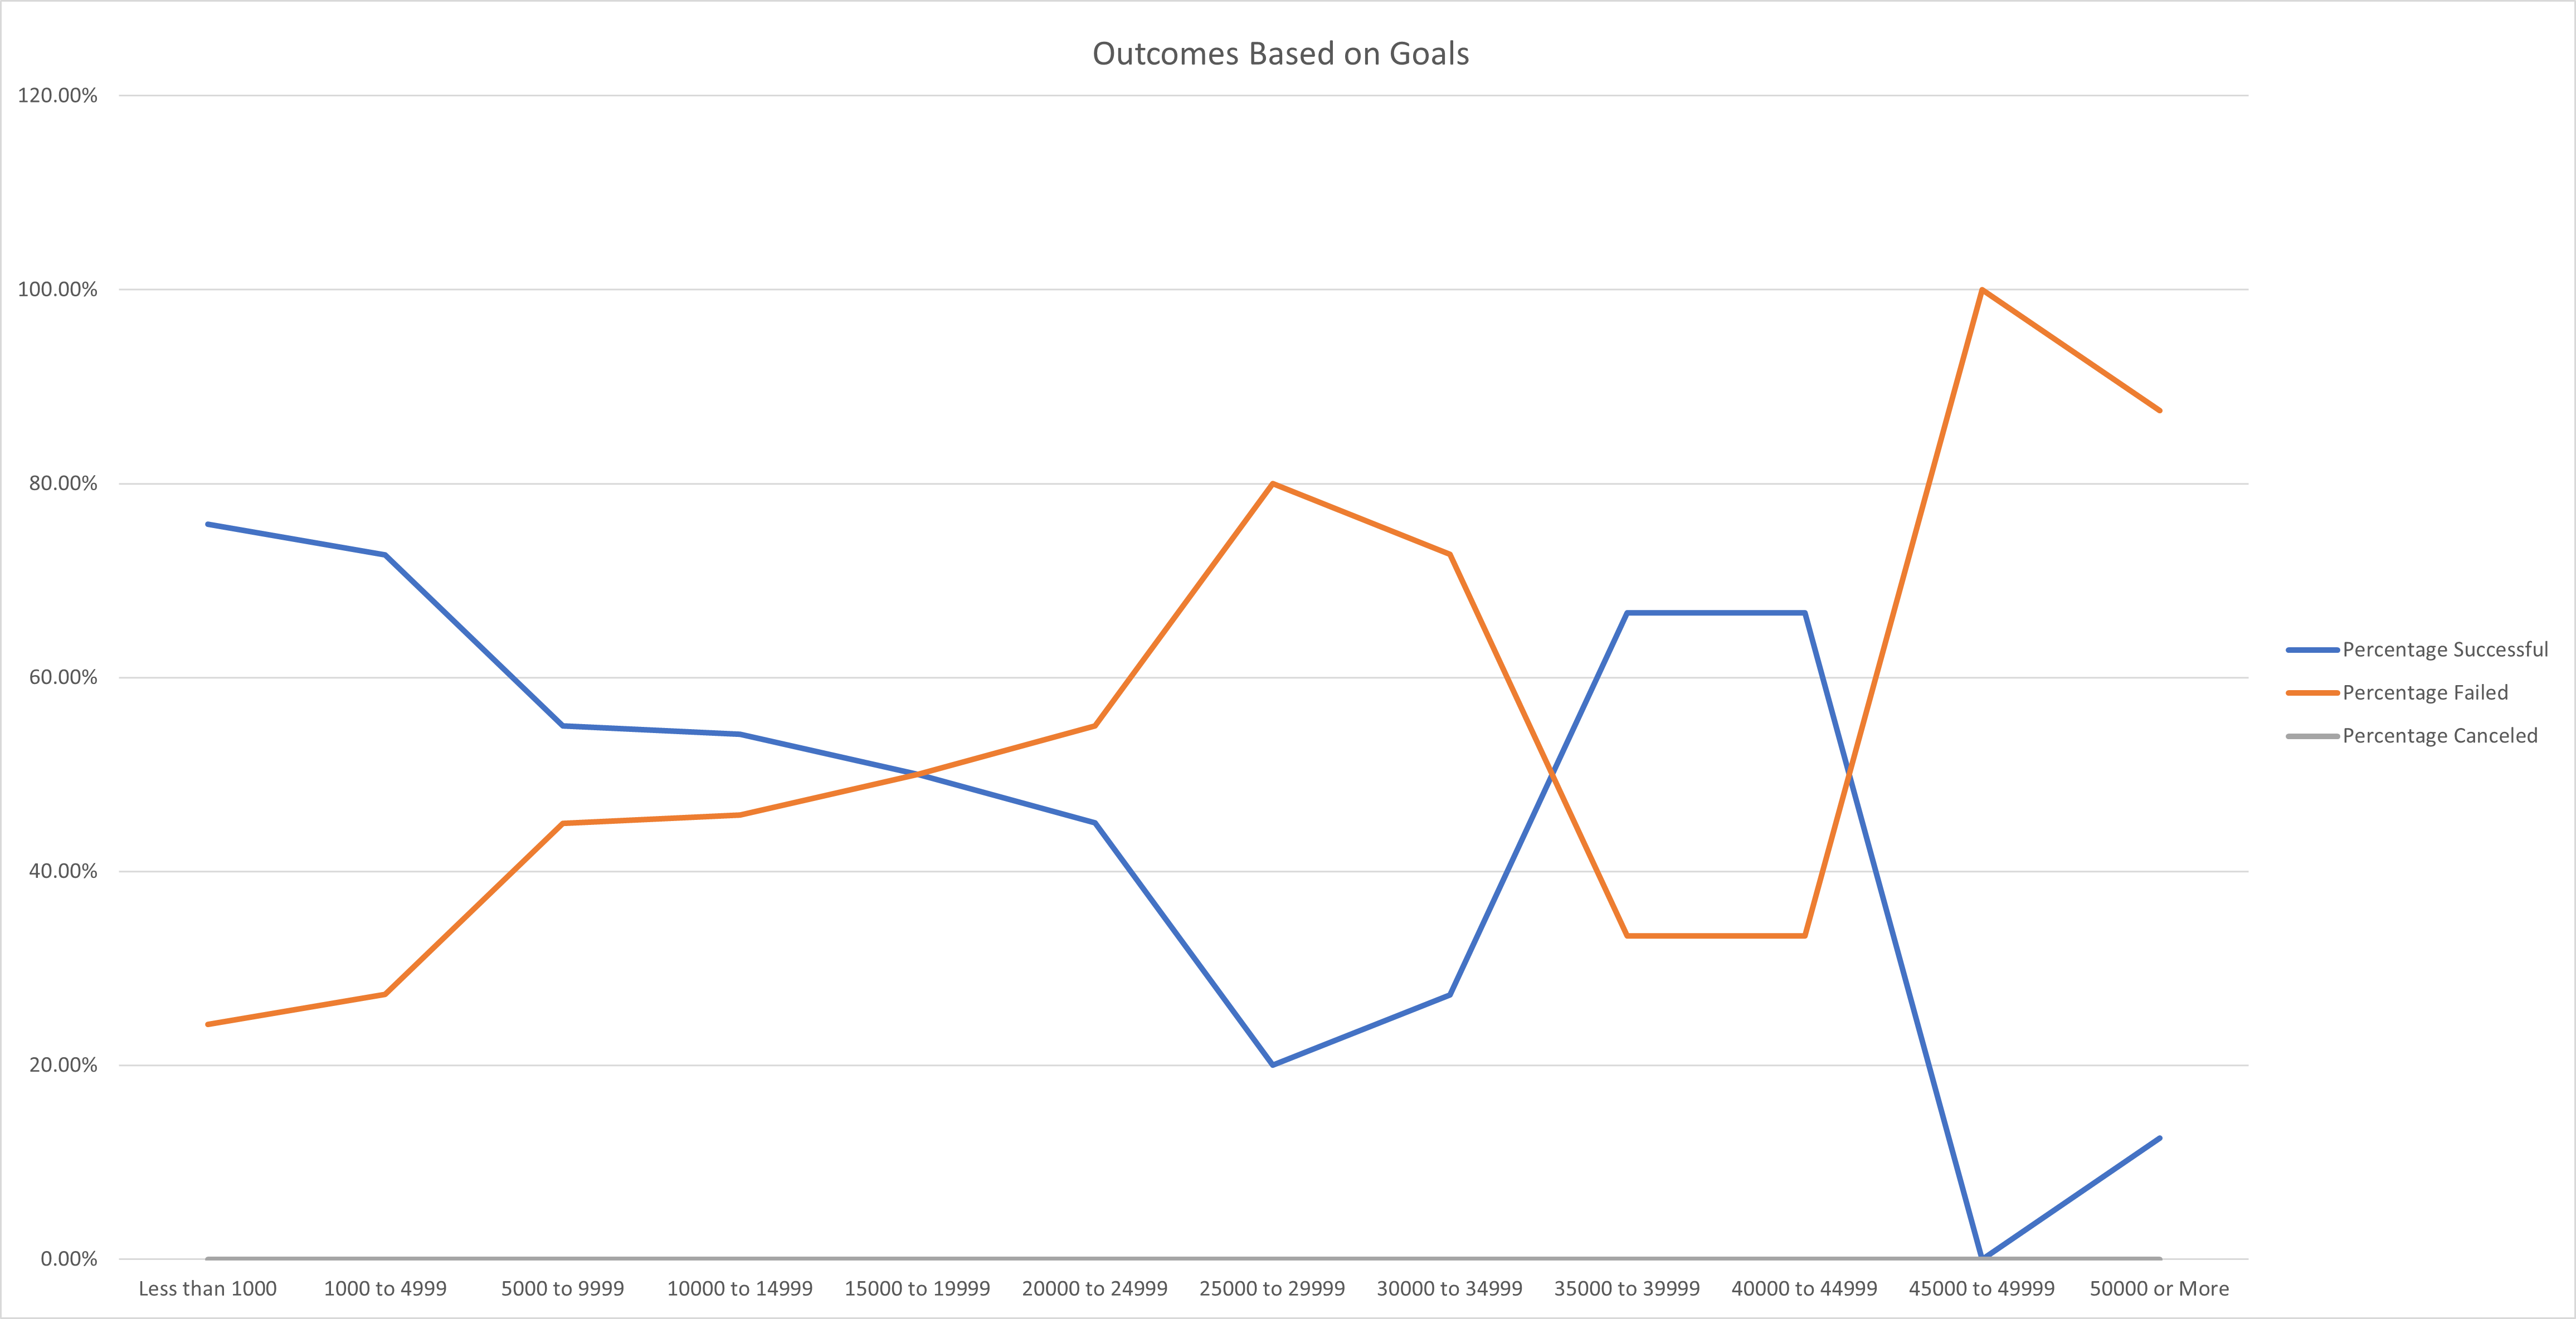 Outcomes Based on Goals
120.00%
100.00%
80.00%
60.00%
40.00%
20.00%
0.00%
Less than 1000
1000 to 4999
5000 to 9999
10000 to 14999
15000 to 19999
20000 to 24999
25000 to 29999
30000 to 34999
35000 to 39999
40000 to 44999
45000 to 49999
50000 or More
Percentage Successful
Percentage Failed
Percentage Canceled